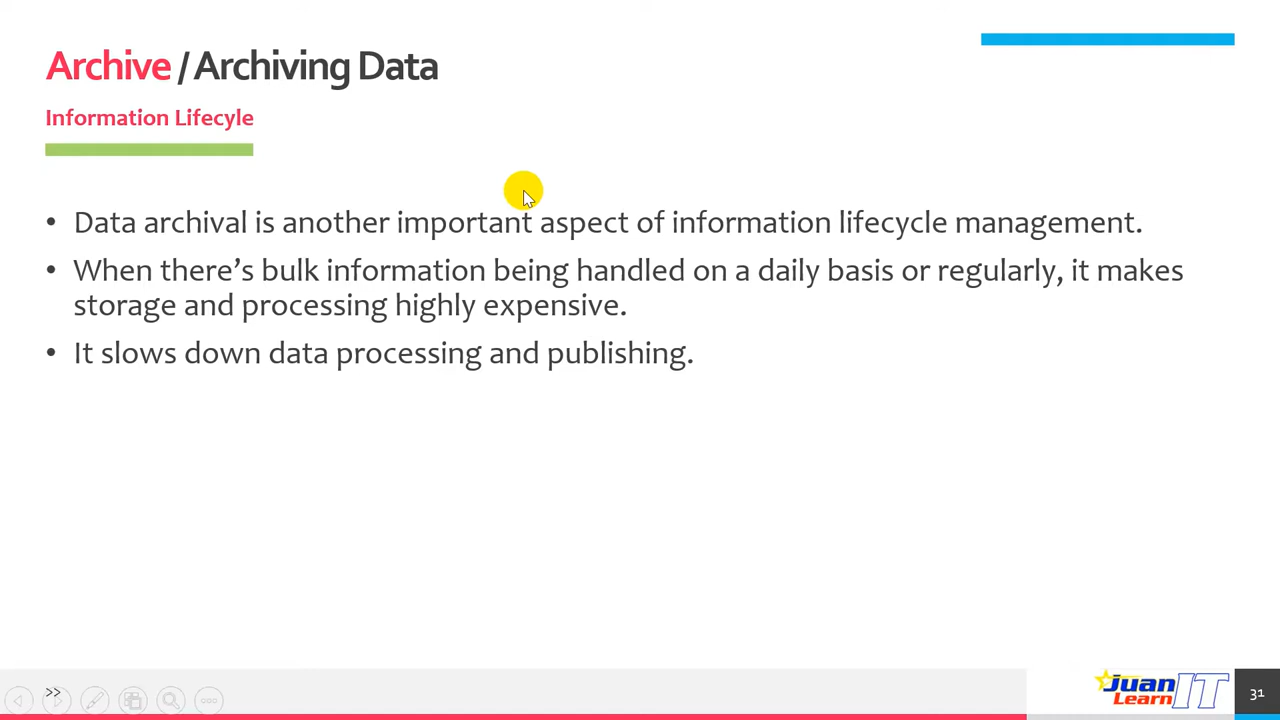 Archive / Archiving Data
Information Lifecyle
• Data archival is another important aspect of information lifecycle management.
• When there’s bulk information being handled on a daily basis or regularly, it makes
storage and processing highly expensive.
• It slows down data processing and publishing.
>>
Juan
Learn IT
31